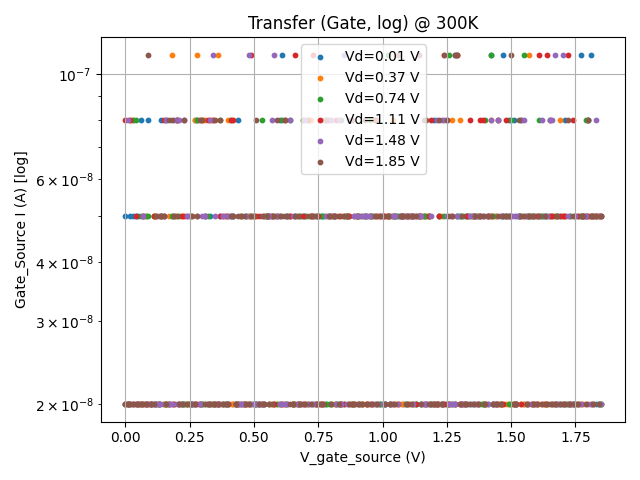 Transfer (Gate, log) @ 300K
Gate_Source I (A) [log]
10⁻⁷
6 × 10⁻⁸
4 × 10⁻⁸
3 × 10⁻⁸
2 × 10⁻⁸
Vd=0.01 V
Vd=0.37 V
Vd=0.74 V
Vd=1.11 V
Vd=1.48 V
Vd=1.85 V
0.00 0.25 0.50 0.75 1.00 1.25 1.50 1.75
V_gate_source (V)